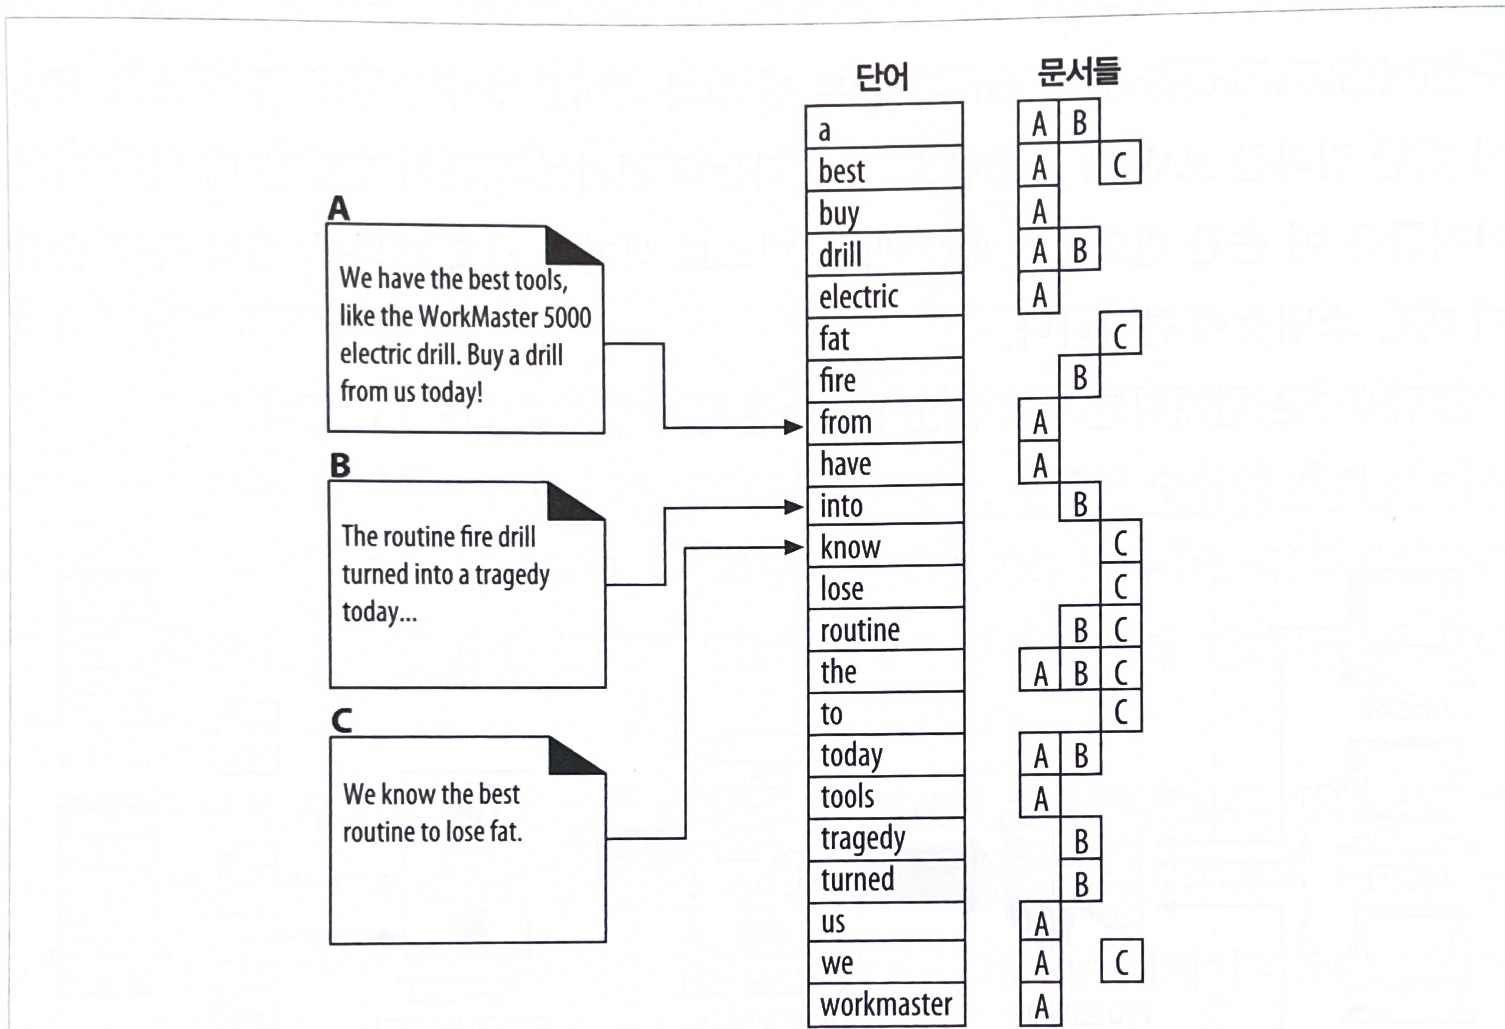 단어 문서들
A
We have the best tools,
like the WorkMaster 5000
electric drill. Buy a drill
from us today!
B
The routine fire drill
turned into a tragedy
today...
C
We know the best
routine to lose fat.
a A B
best A C
buy A
drill A B
electric A
fat C
fire B
from A
have A
into B
know C
lose C
routine B C
the A B C
to C
today A B
tools A
tragedy B
turned B
us A
we A C
workmaster A